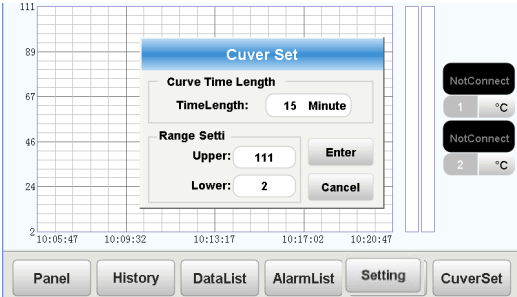 111
89
67
46
24
2
10:05:47 10:09:32 10:13:17 10:17:02 10:20:47
Cuver Set
Curve Time Length
TimeLength: 15 Minute
Range Setti
Upper: 111
Lower: 2
Enter
Cancel
NotConnect
1 °C
NotConnect
2 °C
Panel History DataList AlarmList Setting CuverSet